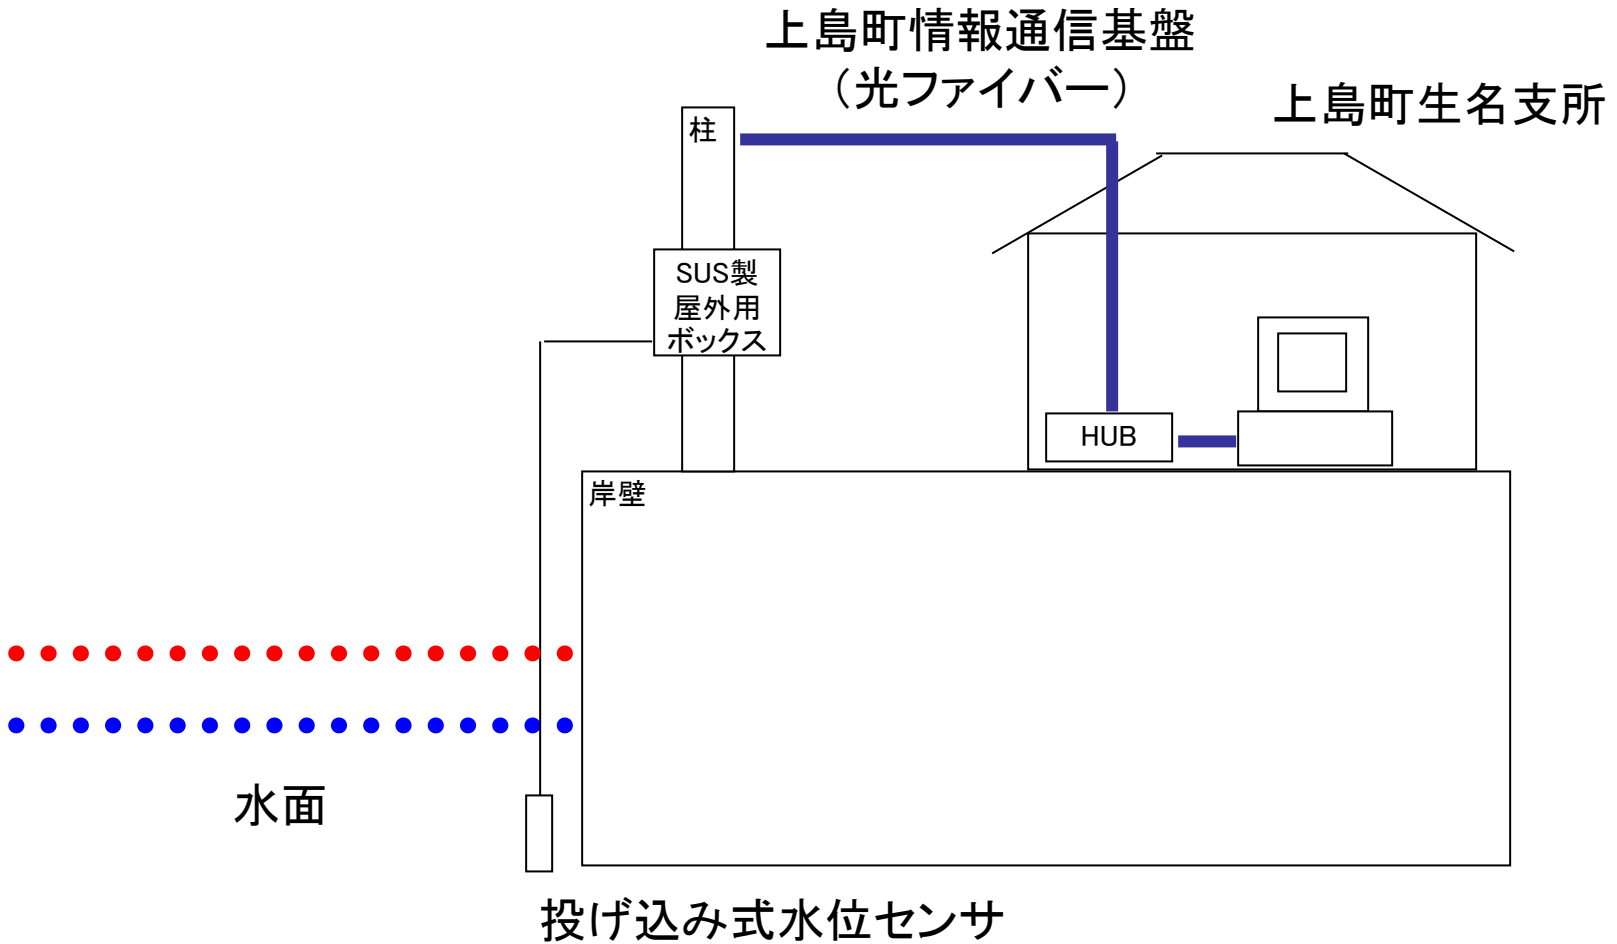 上島町情報通信基盤
（光ファイバー）
上島町生名支所
柱
SUS製
屋外用
ボックス
HUB
岸壁
水面
投げ込み式水位センサ